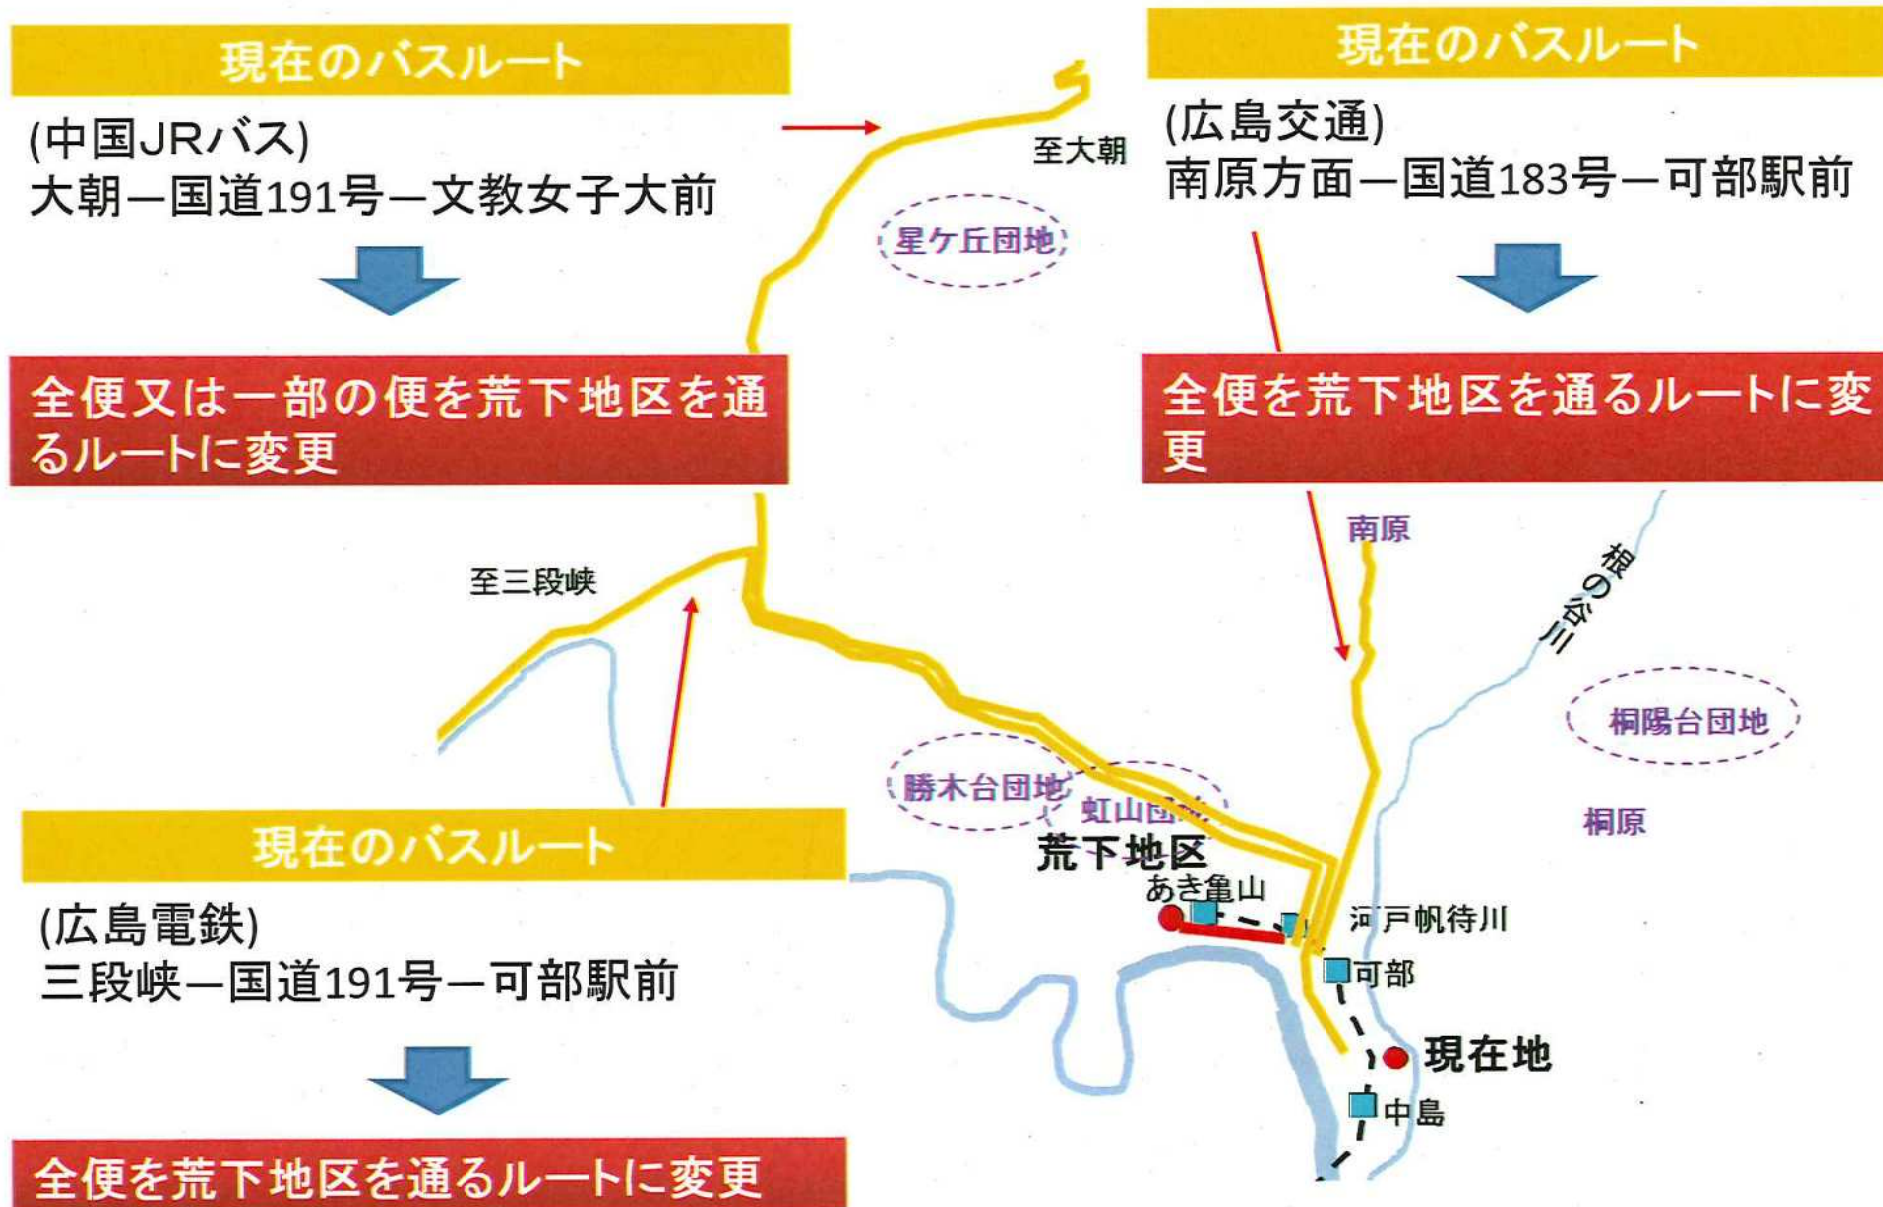 現在のバスルート
(中国JRバス)
大朝―国道191号―文教女子大前
全便又は一部の便を荒下地区を通
るルートに変更
現在のバスルート
(広島交通)
南原方面―国道183号―可部駅前
全便を荒下地区を通るルートに変
更
至大朝
星ケ丘団地
至三段峡
南原
根の谷川
桐陽台団地
桐原
勝木台団地
虹山団地
荒下地区
あき亀山
河戸帆待川
可部
現在地
中島
現在のバスルート
(広島電鉄)
三段峡―国道191号―可部駅前
全便を荒下地区を通るルートに変更